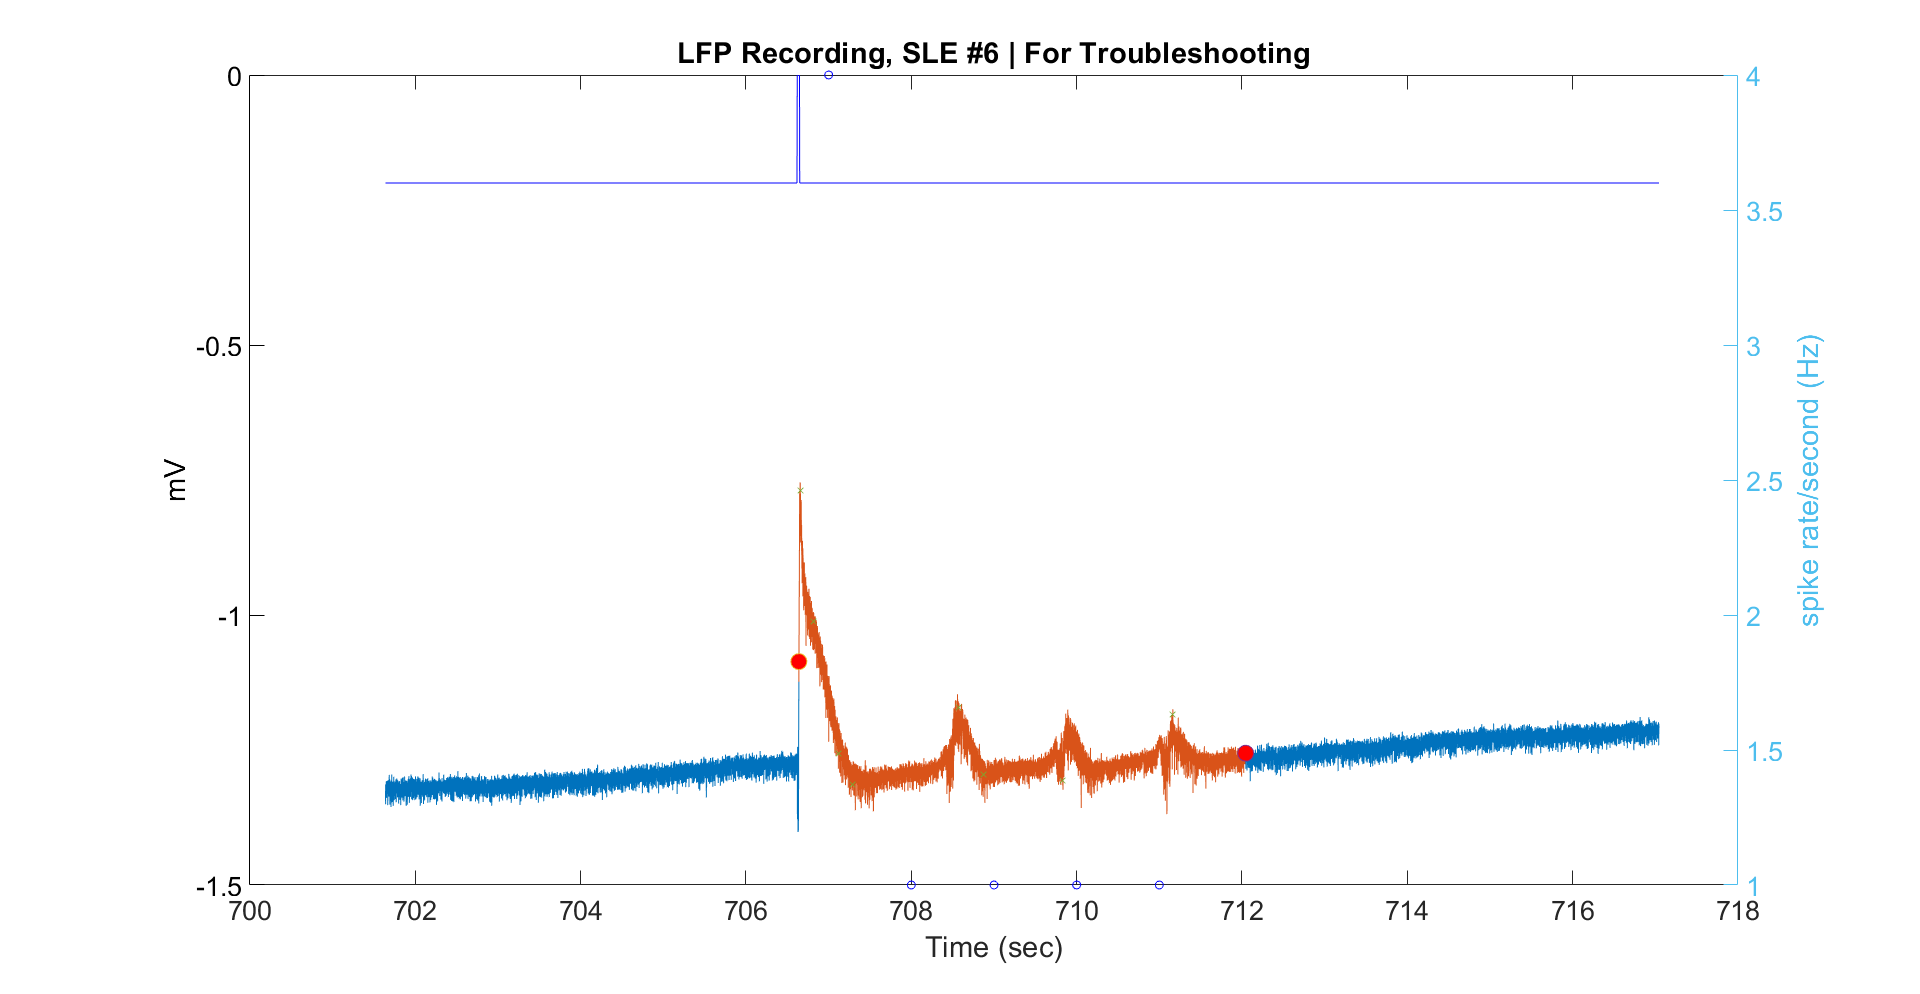 LFP Recording, SLE #6 | For Troubleshooting
0
-0.5
-1
-1.5
mV
4
3.5
3
2.5
2
1.5
1
spike rate/second (Hz)
700 702 704 706 708 710 712 714 716 718
Time (sec)